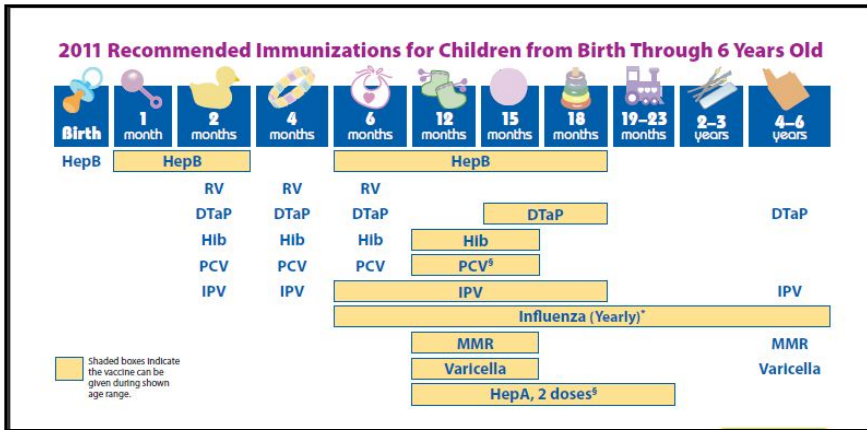 2011 Recommended Immunizations for Children from Birth Through 6 Years Old
Birth 1 month 2 months 4 months 6 months 12 months 15 months 18 months 19–23 months 2–3 years 4–6 years
HepB HepB HepB
RV RV RV
DTaP DTaP DTaP DTaP DTaP
Hib Hib Hib Hib
PCV PCV PCV PCV§
IPV IPV IPV IPV
Influenza (Yearly)*
MMR MMR
Varicella Varicella
HepA, 2 doses§
Shaded boxes indicate
the vaccine can be
given during shown
age range.